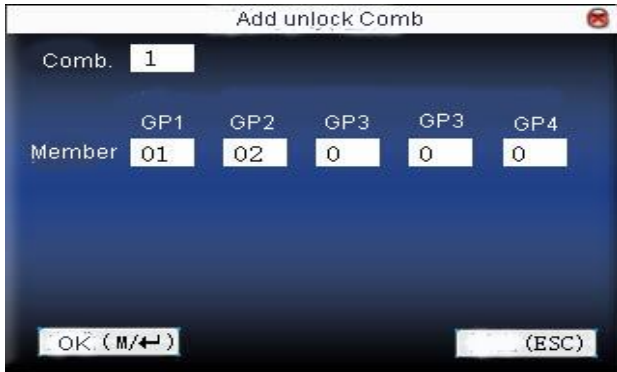 Add unlock Comb
Comb. 1
GP1 GP2 GP3 GP3 GP4
Member 01 02 0 0 0
OK (M/↵) (ESC)